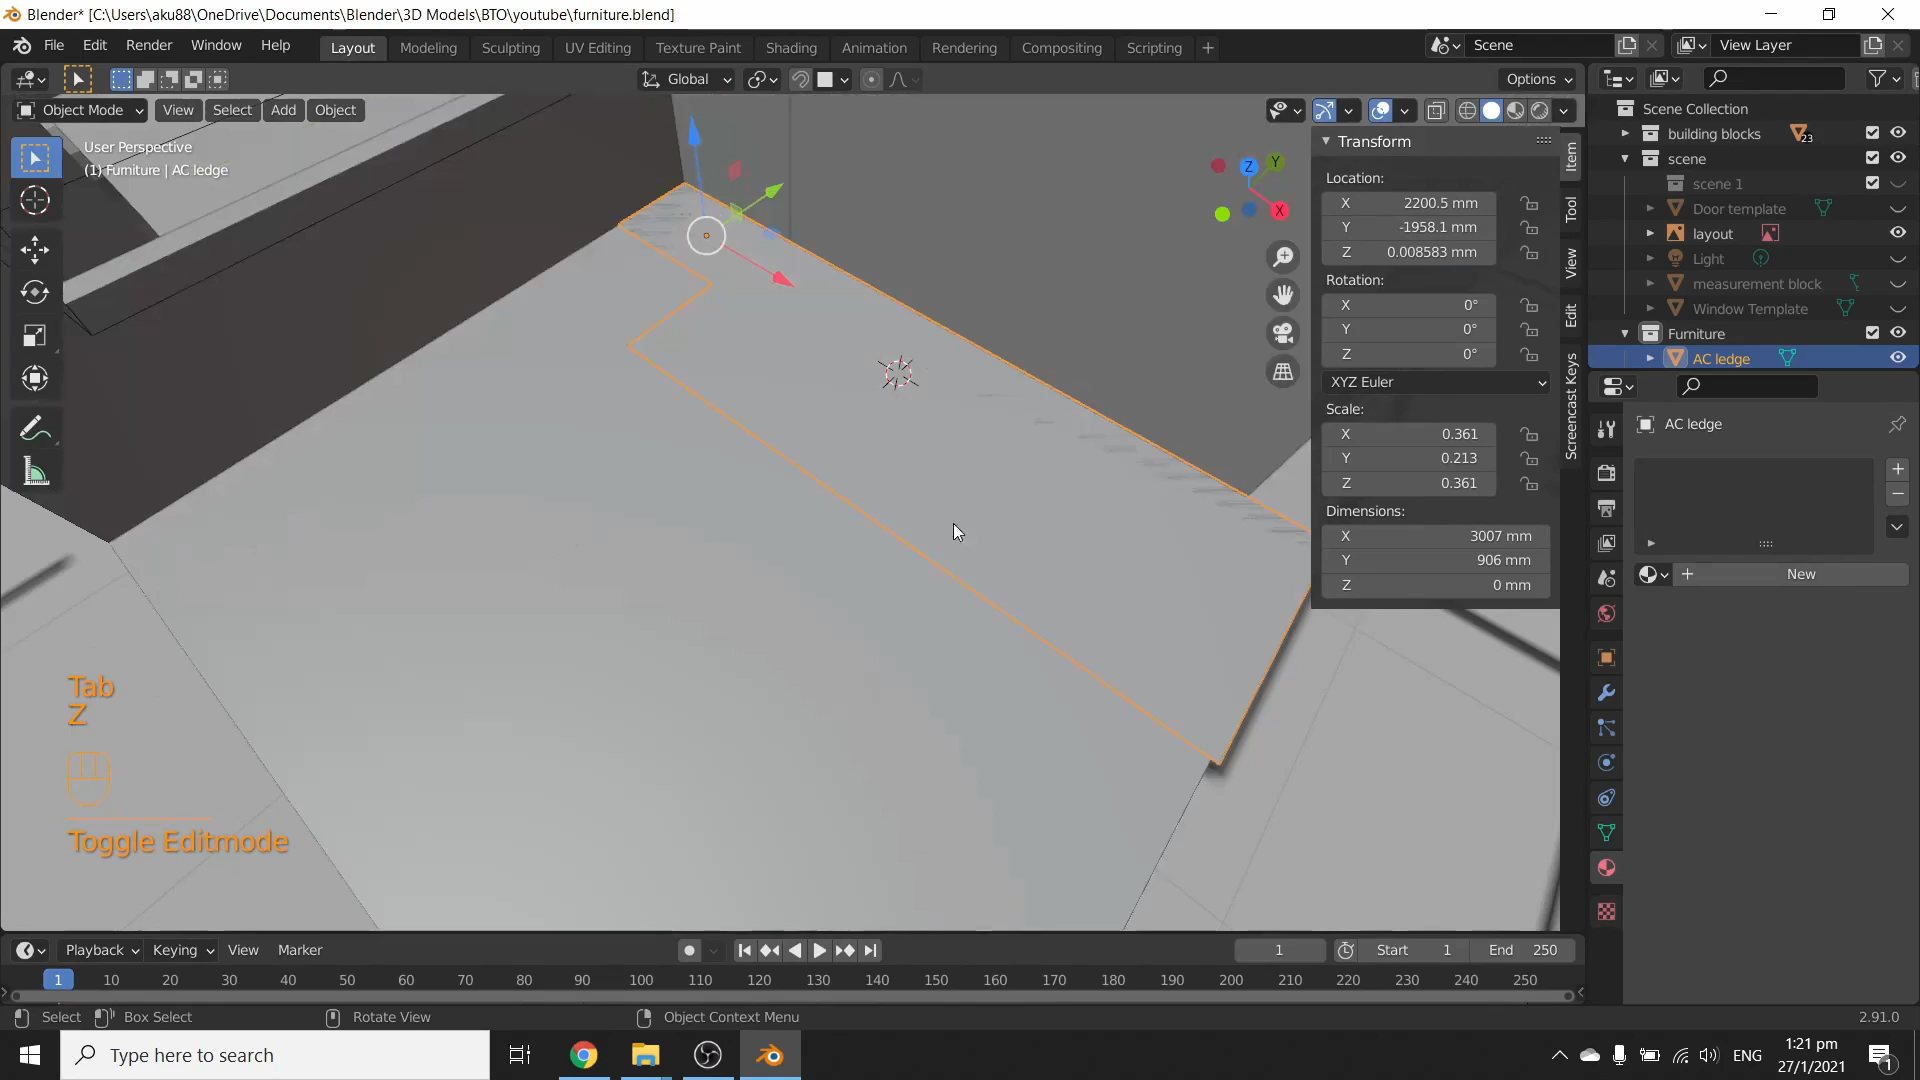 Blender* [C:\Users\aku88\OneDrive\Documents\Blender\3D Models\BTO\youtube\furniture.blend]
File Edit Render Window Help Layout Modeling Sculpting UV Editing Texture Paint Shading Animation Rendering Compositing Scripting + Scene View Layer
Global Options
Object Mode View Select Add Object
User Perspective
(1) Furniture | AC ledge
Transform
Location:
X 2200.5 mm
Y -1958.1 mm
Z 0.008583 mm
Rotation:
X 0°
Y 0°
Z 0°
XYZ Euler
Scale:
X 0.361
Y 0.213
Z 0.361
Dimensions:
X 3007 mm
Y 906 mm
Z 0 mm
Item
Tool
View
Edit
Screencast Keys
Z Y X
Scene Collection
building blocks 23
scene
scene 1
Door template
layout
Light
measurement block
Window Template
Furniture
AC ledge
AC ledge
New
Tab
Z
Toggle Editmode
Playback Keying View Marker 1 Start 1 End 250
1 10 20 30 40 50 60 70 80 90 100 110 120 130 140 150 160 170 180 190 200 210 220 230 240 250
Select Box Select Rotate View Object Context Menu 2.91.0
Type here to search
ENG
1:21 pm
27/1/2021
1